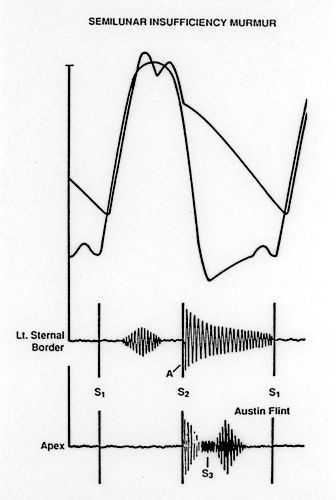 SEMILUNAR INSUFFICIENCY MURMUR
Lt. Sternal
Border
A
S1 S2 S1
Austin Flint
Apex
S3